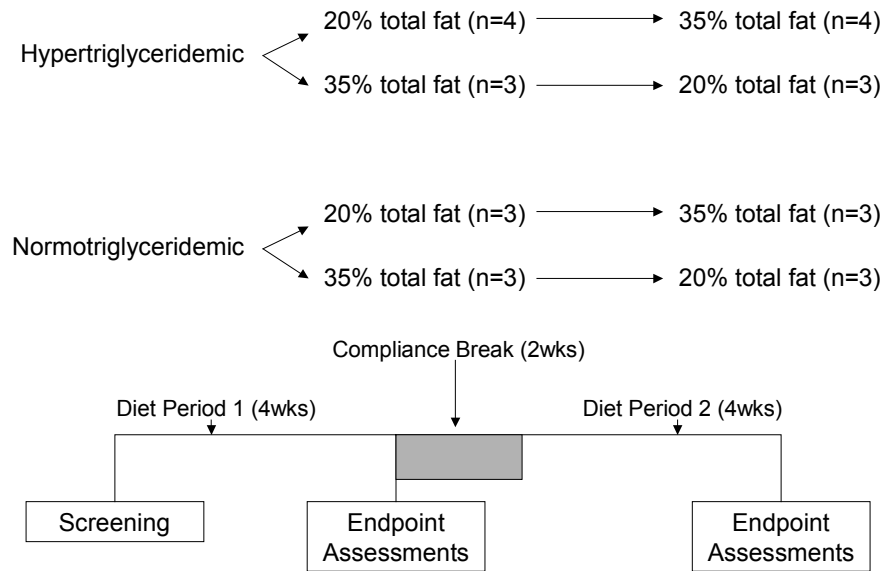 20% total fat (n=4) 35% total fat (n=4)
Hypertriglyceridemic
35% total fat (n=3) 20% total fat (n=3)
20% total fat (n=3) 35% total fat (n=3)
Normotriglyceridemic
35% total fat (n=3) 20% total fat (n=3)
Compliance Break (2wks)
Diet Period 1 (4wks) Diet Period 2 (4wks)
Screening
Endpoint
Assessments
Endpoint
Assessments